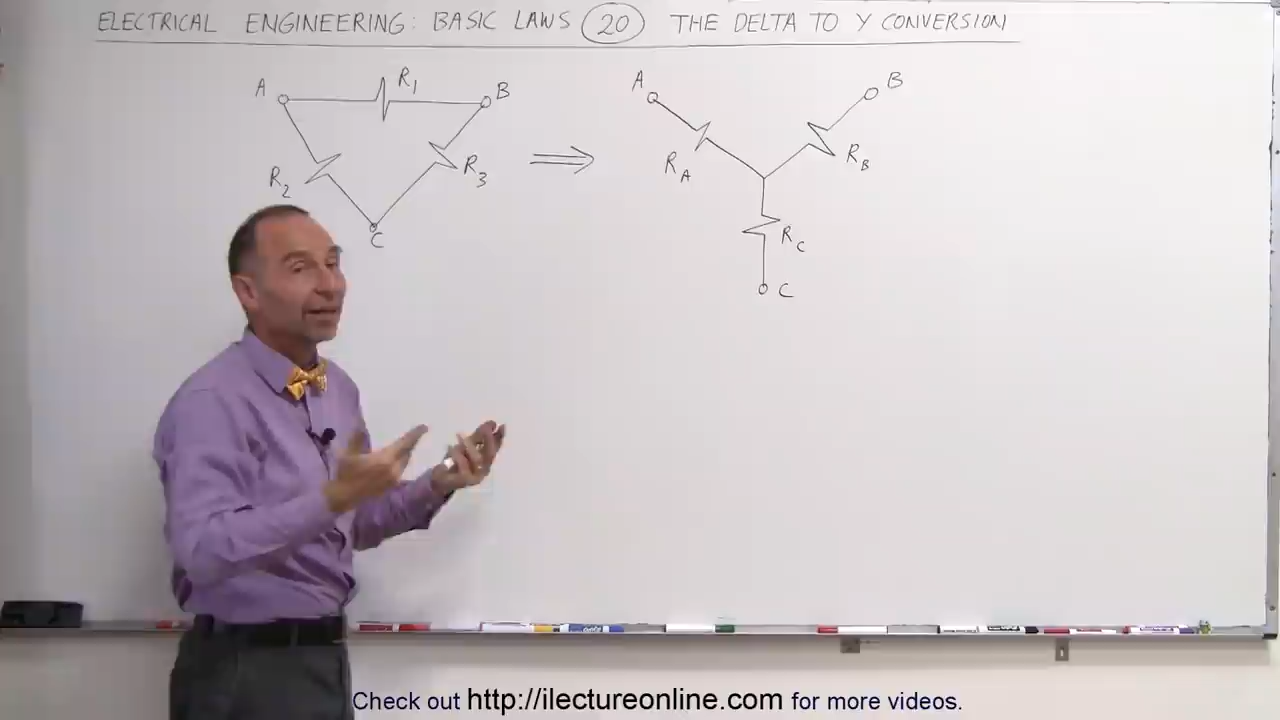 ELECTRICAL ENGINEERING: BASIC LAWS 20 THE DELTA TO Y CONVERSION
A R1 B
R2 R3
C
A B
RA RB
RC
C
Check out http://ilectureonline.com for more videos.